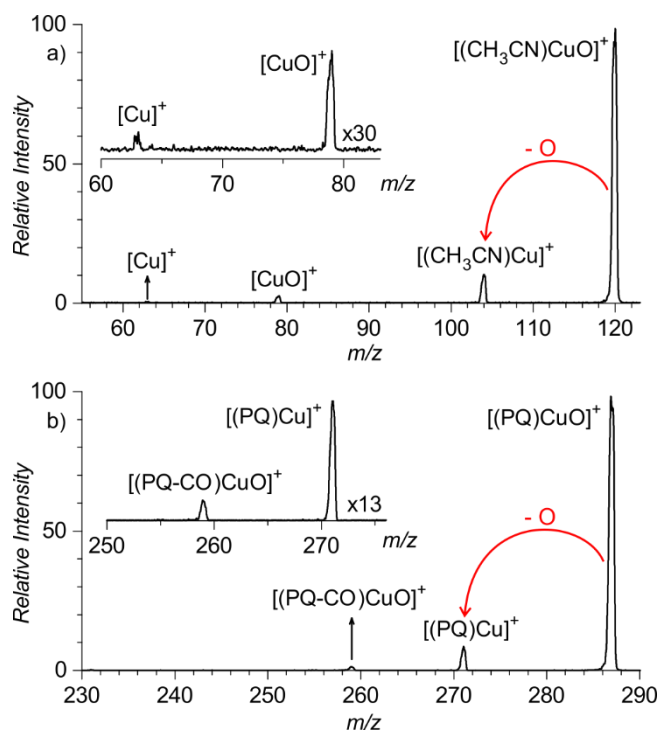 a)
[(CH3CN)CuO]+
[CuO]+
[Cu]+
x30
60 70 80 m/z
- O
[(CH3CN)Cu]+
[Cu]+
[CuO]+
Relative Intensity
100
50
0
60 70 80 90 100 110 120
m/z
b)
[(PQ)CuO]+
[(PQ)Cu]+
[(PQ-CO)CuO]+
x13
250 260 270 m/z
- O
[(PQ-CO)CuO]+
[(PQ)Cu]+
Relative Intensity
100
50
0
230 240 250 260 270 280 290
m/z